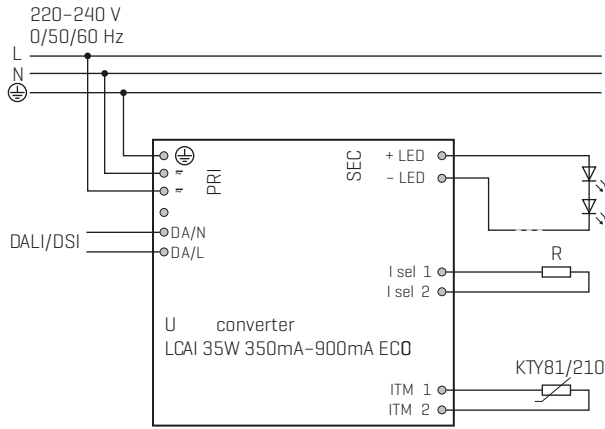 220–240 V
0/50/60 Hz
L
N
PRI
SEC
+ LED
– LED
DALI/DSI
DA/N
DA/L
I sel 1
I sel 2
R
U converter
LCAI 35W 350mA–900mA ECO
KTY81/210
ITM 1
ITM 2